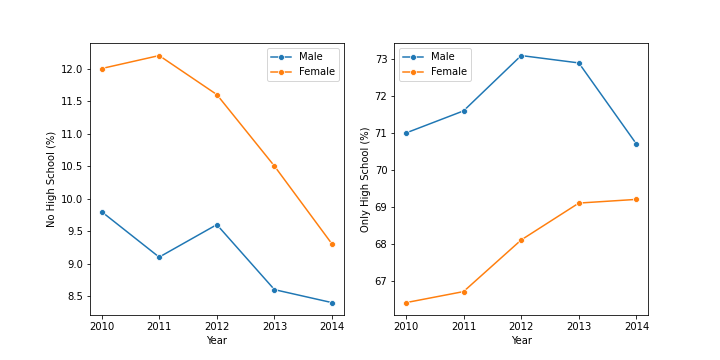 No High School (%)
12.0
11.5
11.0
10.5
10.0
9.5
9.0
8.5
2010 2011 2012 2013 2014
Year
Male
Female
Only High School (%)
73
72
71
70
69
68
67
2010 2011 2012 2013 2014
Year
Male
Female